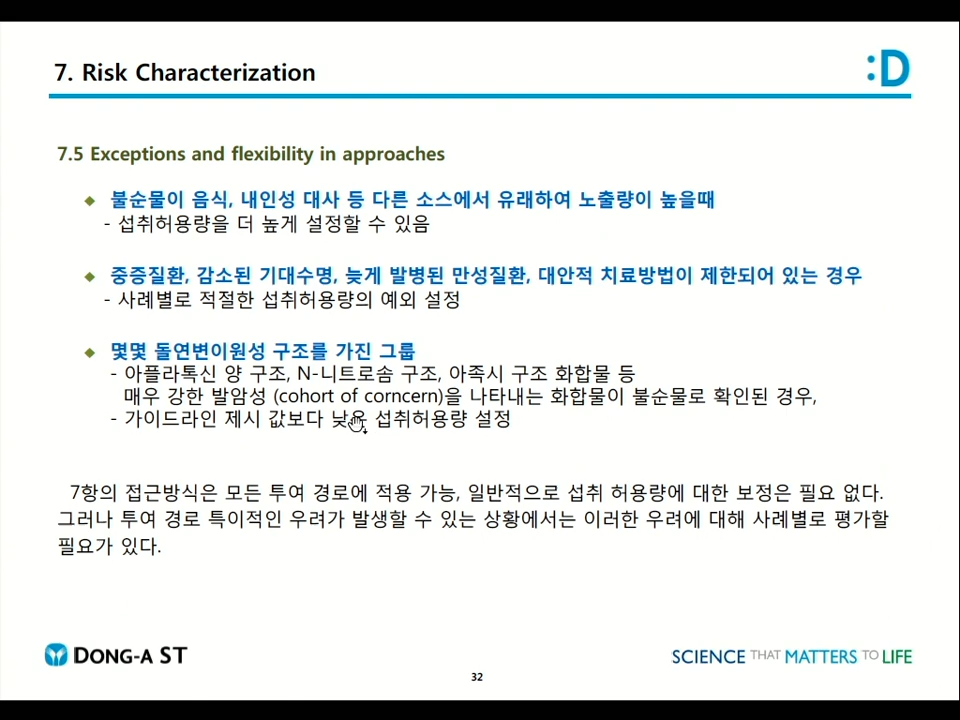 7. Risk Characterization
:D
7.5 Exceptions and flexibility in approaches
◆ 불순물이 음식, 내인성 대사 등 다른 소스에서 유래하여 노출량이 높을때
- 섭취허용량을 더 높게 설정할 수 있음
◆ 중증질환, 감소된 기대수명, 늦게 발병된 만성질환, 대안적 치료방법이 제한되어 있는 경우
- 사례별로 적절한 섭취허용량의 예외 설정
◆ 몇몇 돌연변이원성 구조를 가진 그룹
- 아플라톡신 양 구조, N-니트로솜 구조, 아족시 구조 화합물 등
매우 강한 발암성 (cohort of corncern)을 나타내는 화합물이 불순물로 확인된 경우,
- 가이드라인 제시 값보다 낮은 섭취허용량 설정
7항의 접근방식은 모든 투여 경로에 적용 가능, 일반적으로 섭취 허용량에 대한 보정은 필요 없다.
그러나 투여 경로 특이적인 우려가 발생할 수 있는 상황에서는 이러한 우려에 대해 사례별로 평가할
필요가 있다.
DONG-A ST
SCIENCE THAT MATTERS TO LIFE
32